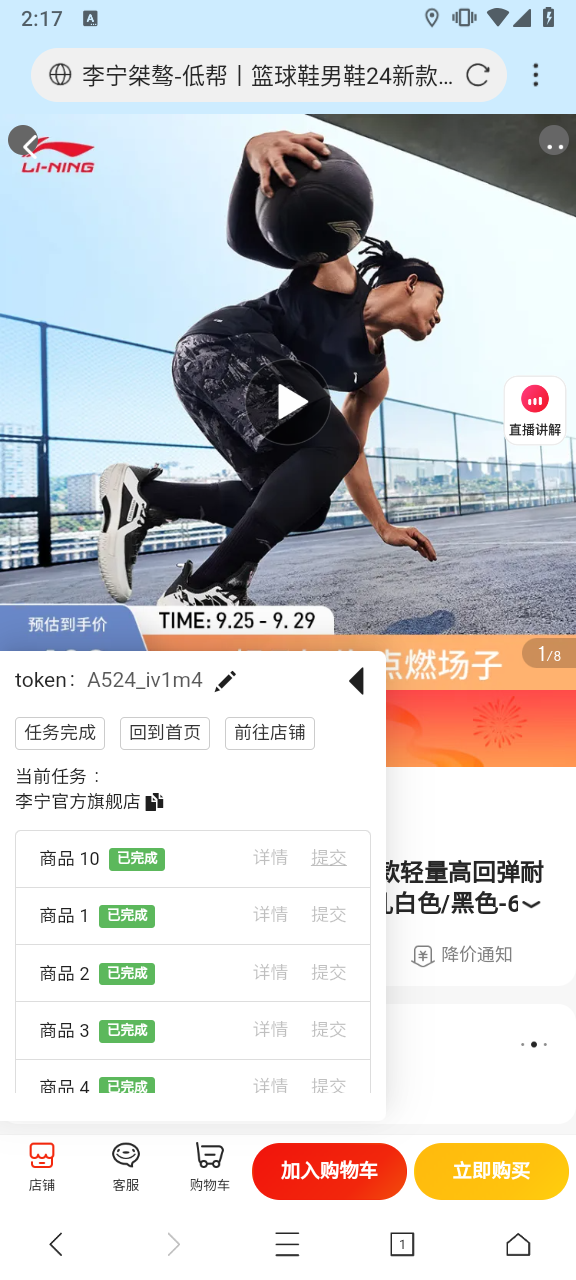 2:17
A
李宁桀骜-低帮丨篮球鞋男鞋24新款...
LI-NING
直播讲解
预估到手价
TIME: 9.25 - 9. 29
点燃场子
1/8
token： A524_iv1m4
任务完成
回到首页
前往店铺
当前任务：
李宁官方旗舰店
商品 10 已完成 详情 提交
商品 1 已完成 详情 提交
商品 2 已完成 详情 提交
商品 3 已完成 详情 提交
商品 4 已完成 详情 提交
款轻量高回弹耐
乳白色/黑色-6
降价通知
店铺
客服
购物车
加入购物车
立即购买
1